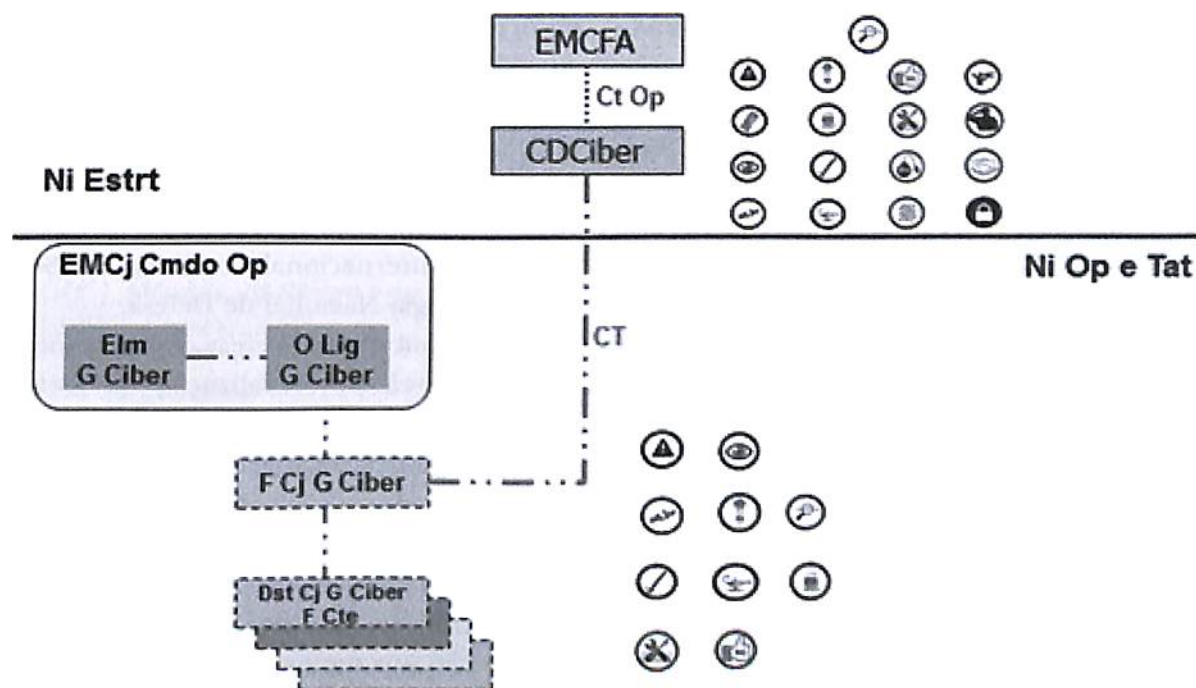 EMCFA
Ct Op
CDCiber
Ni Estrt
EMCj Cmdo Op
Ni Op e Tat
Elm
G Ciber
O Lig
G Ciber
CT
F Cj G Ciber
Dst Cj G Ciber
F Cte